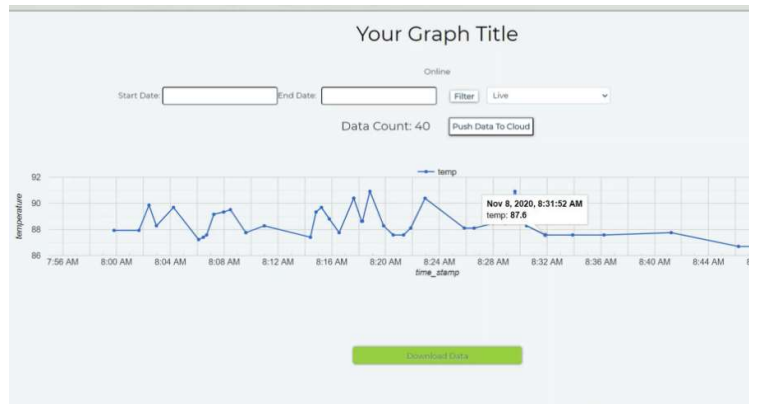 Your Graph Title
Online
Start Date: End Date: Filter Live
Data Count: 40 Push Data To Cloud
temp
92
90
88
86
temperature
Nov 8, 2020, 8:31:52 AM
temp: 87.6
7:56 AM 8:00 AM 8:04 AM 8:08 AM 8:12 AM 8:16 AM 8:20 AM 8:24 AM 8:28 AM 8:32 AM 8:36 AM 8:40 AM 8:44 AM
time_stamp
Download Data